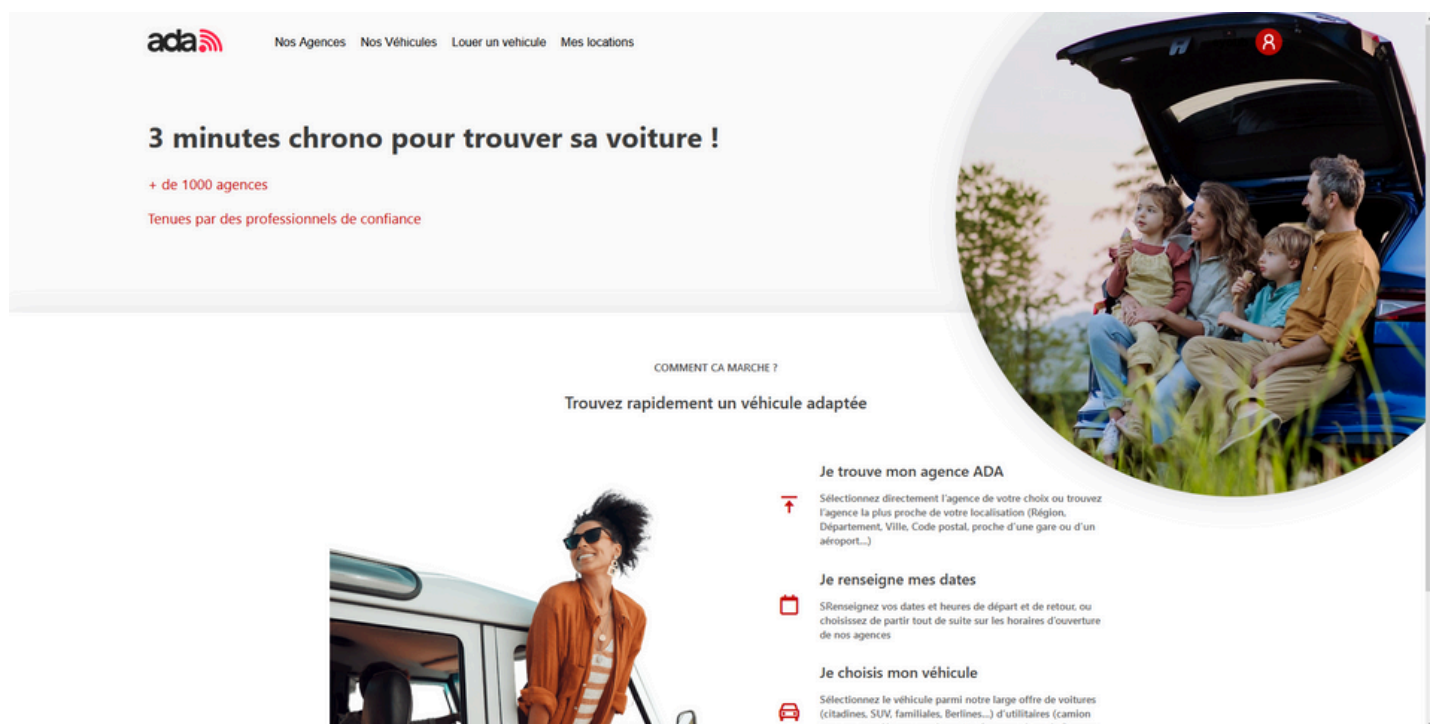 ada
Nos Agences Nos Véhicules Louer un vehicule Mes locations
3 minutes chrono pour trouver sa voiture !
+ de 1000 agences
Tenues par des professionnels de confiance
COMMENT CA MARCHE ?
Trouvez rapidement un véhicule adaptée
Je trouve mon agence ADA
Sélectionnez directement l'agence de votre choix ou trouvez
l'agence la plus proche de votre localisation (Région,
Département, Ville, Code postal, proche d'une gare ou d'un
aéroport...)
Je renseigne mes dates
SRenseignez vos dates et heures de départ et de retour, ou
choisissez de partir tout de suite sur les horaires d'ouverture
de nos agences
Je choisis mon véhicule
Sélectionnez le véhicule parmi notre large offre de voitures
(citadines, SUV, familiales, Berlines...) d'utilitaires (camion